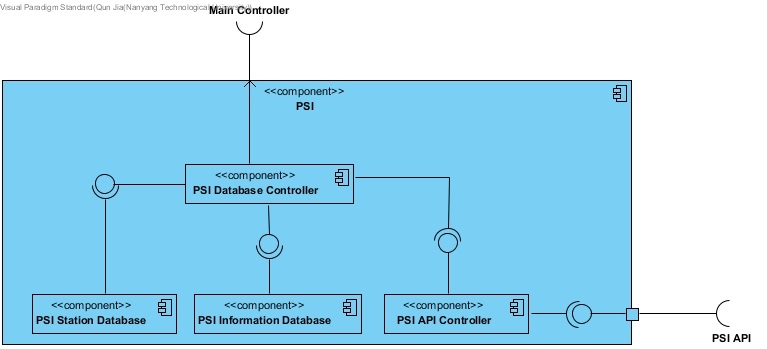 Visual Paradigm Standard(Qun Jia(Nanyang Technological
Main Controller
<<component>>
PSI
<<component>>
PSI Database Controller
<<component>>
PSI Station Database
<<component>>
PSI Information Database
<<component>>
PSI API Controller
PSI API